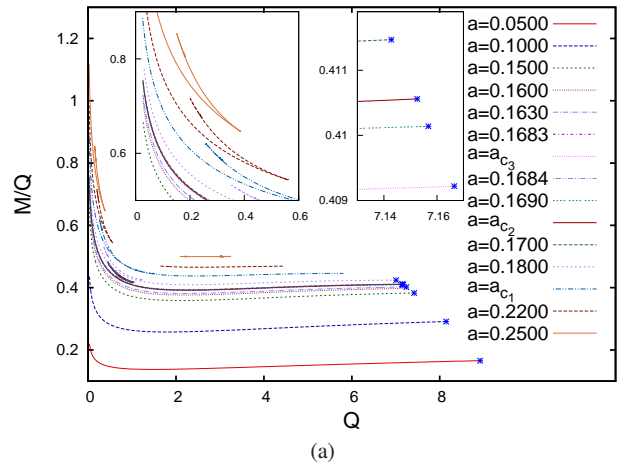 1.2
1
0.8
0.6
0.4
0.2
M/Q
0 2 4 6 8
Q
0.8
0.6
0 0.2 0.4 0.6
0.411
0.41
0.409
7.14 7.16
a=0.0500
a=0.1000
a=0.1500
a=0.1600
a=0.1630
a=0.1683
a=a_{c_3}
a=0.1684
a=0.1690
a=a_{c_2}
a=0.1700
a=0.1800
a=a_{c_1}
a=0.2200
a=0.2500
(a)